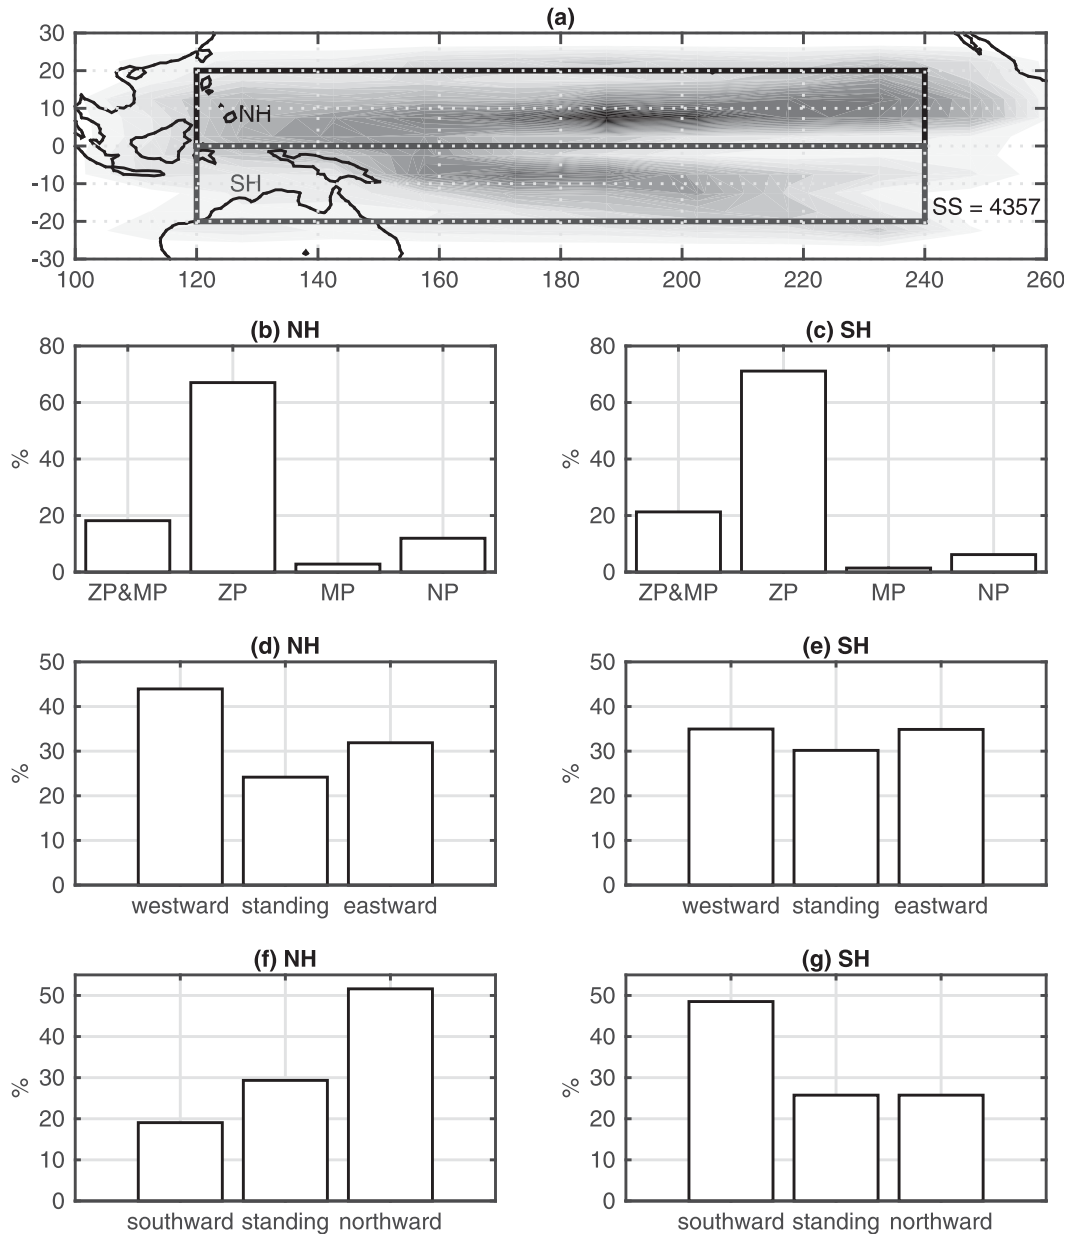 (a)
30
20
10
0
-10
-20
-30
NH
SH
SS = 4357
100 120 140 160 180 200 220 240 260
(b) NH
80
60
40
20
0
%
ZP&MP ZP MP NP
(c) SH
80
60
40
20
0
%
ZP&MP ZP MP NP
(d) NH
50
40
30
20
10
0
%
westward standing eastward
(e) SH
50
40
30
20
10
0
%
westward standing eastward
(f) NH
50
40
30
20
10
0
%
southward standing northward
(g) SH
50
40
30
20
10
0
%
southward standing northward